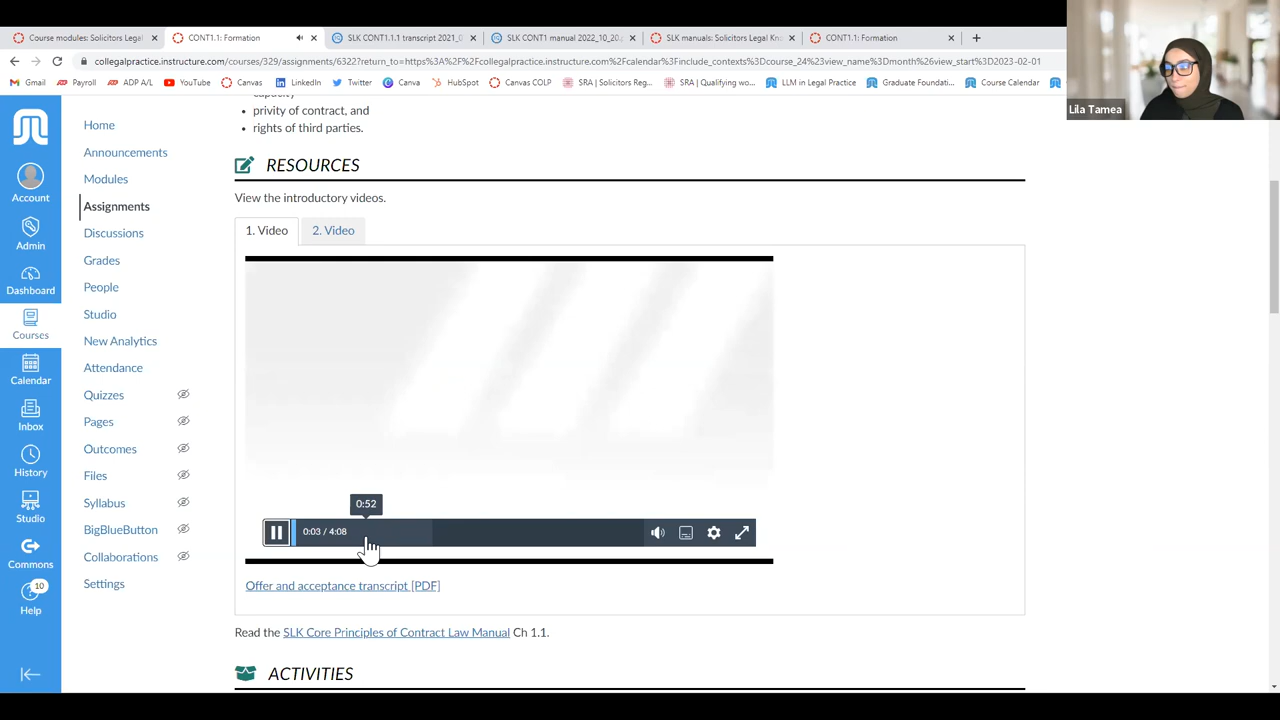 Course modules: Solicitors Legal
CONT1.1: Formation
SLK CONT1.1.1 transcript 2021_0
SLK CONT1 manual 2022_10_20.p
SLK manuals: Solicitors Legal Kno
CONT1.1: Formation
collegalpractice.instructure.com/courses/329/assignments/6322?return_to=https%3A%2F%2Fcollegalpractice.instructure.com%2Fcalendar%3Finclude_contexts%3Dcourse_24%23view_name%3Dmonth%26view_start%3D2023-02-01
Gmail
Payroll
ADP A/L
YouTube
Canvas
LinkedIn
Twitter
Canva
HubSpot
Canvas COLP
SRA | Solicitors Reg...
SRA | Qualifying wo...
LLM in Legal Practice
Graduate Foundati...
Course Calendar
Lila Tamea
Account
Admin
Dashboard
Courses
Calendar
Inbox
History
Studio
Commons
10
Help
Home
Announcements
Modules
Assignments
Discussions
Grades
People
Studio
New Analytics
Attendance
Quizzes
Pages
Outcomes
Files
Syllabus
BigBlueButton
Collaborations
Settings
capacity
• privity of contract, and
• rights of third parties.
RESOURCES
View the introductory videos.
1. Video
2. Video
0:52
0:03 / 4:08
Offer and acceptance transcript [PDF]
Read the SLK Core Principles of Contract Law Manual Ch 1.1.
ACTIVITIES